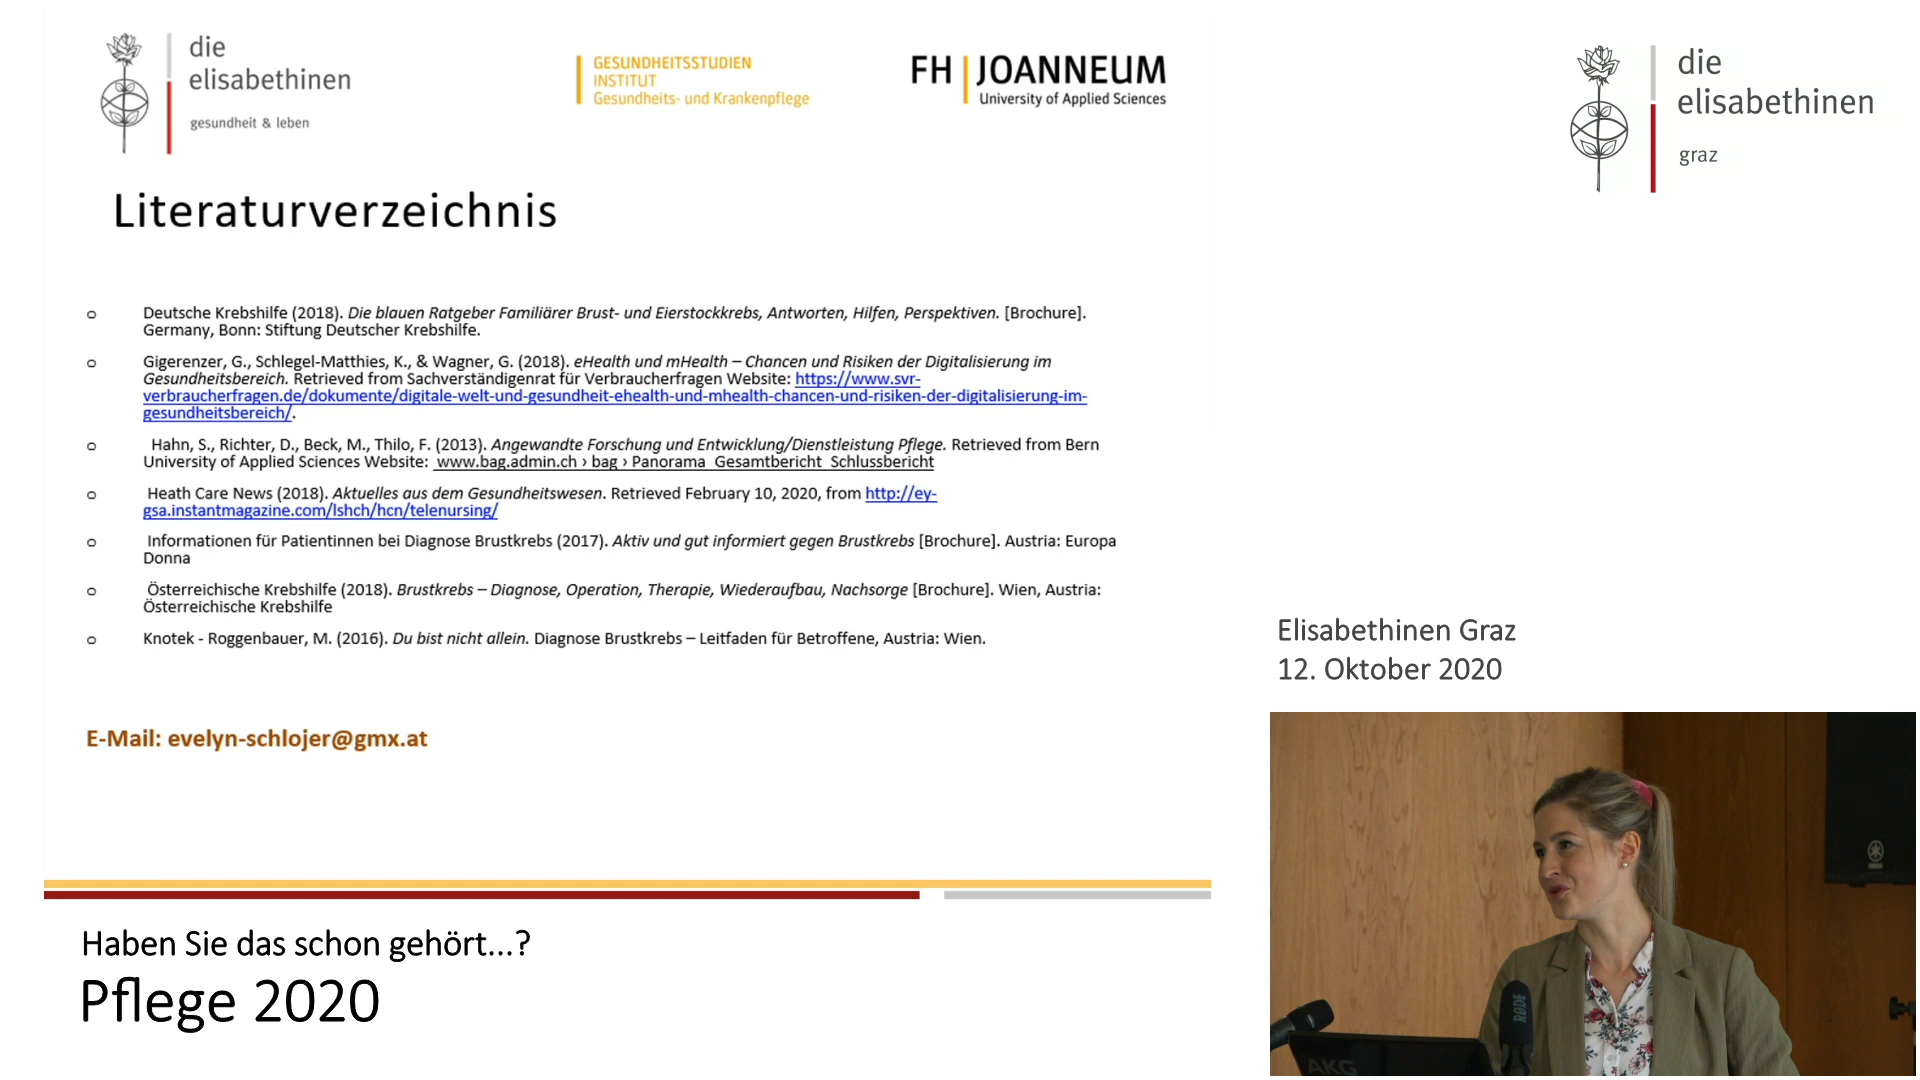 die
elisabethinen
gesundheit & leben
GESUNDHEITSSTUDIEN
INSTITUT
Gesundheits- und Krankenpflege
FH JOANNEUM
University of Applied Sciences
die
elisabethinen
graz
Literaturverzeichnis
o Deutsche Krebshilfe (2018). Die blauen Ratgeber Familiärer Brust- und Eierstockkrebs, Antworten, Hilfen, Perspektiven. [Brochure].
Germany, Bonn: Stiftung Deutscher Krebshilfe.
o Gigerenzer, G., Schlegel-Matthies, K., & Wagner, G. (2018). eHealth und mHealth – Chancen und Risiken der Digitalisierung im
Gesundheitsbereich. Retrieved from Sachverständigenrat für Verbraucherfragen Website: https://www.svr-
verbraucherfragen.de/dokumente/digitale-welt-und-gesundheit-ehealth-und-mhealth-chancen-und-risiken-der-digitalisierung-im-
gesundheitsbereich/.
o Hahn, S., Richter, D., Beck, M., Thilo, F. (2013). Angewandte Forschung und Entwicklung/Dienstleistung Pflege. Retrieved from Bern
University of Applied Sciences Website: www.bag.admin.ch › bag › Panorama_Gesamtbericht_Schlussbericht
o Heath Care News (2018). Aktuelles aus dem Gesundheitswesen. Retrieved February 10, 2020, from http://ey-
gsa.instantmagazine.com/lshch/hcn/telenursing/
o Informationen für Patientinnen bei Diagnose Brustkrebs (2017). Aktiv und gut informiert gegen Brustkrebs [Brochure]. Austria: Europa
Donna
o Österreichische Krebshilfe (2018). Brustkrebs – Diagnose, Operation, Therapie, Wiederaufbau, Nachsorge [Brochure]. Wien, Austria:
Österreichische Krebshilfe
o Knotek - Roggenbauer, M. (2016). Du bist nicht allein. Diagnose Brustkrebs – Leitfaden für Betroffene, Austria: Wien.
E-Mail: evelyn-schlojer@gmx.at
Elisabethinen Graz
12. Oktober 2020
RØDE
AKG
Haben Sie das schon gehört...?
Pflege 2020